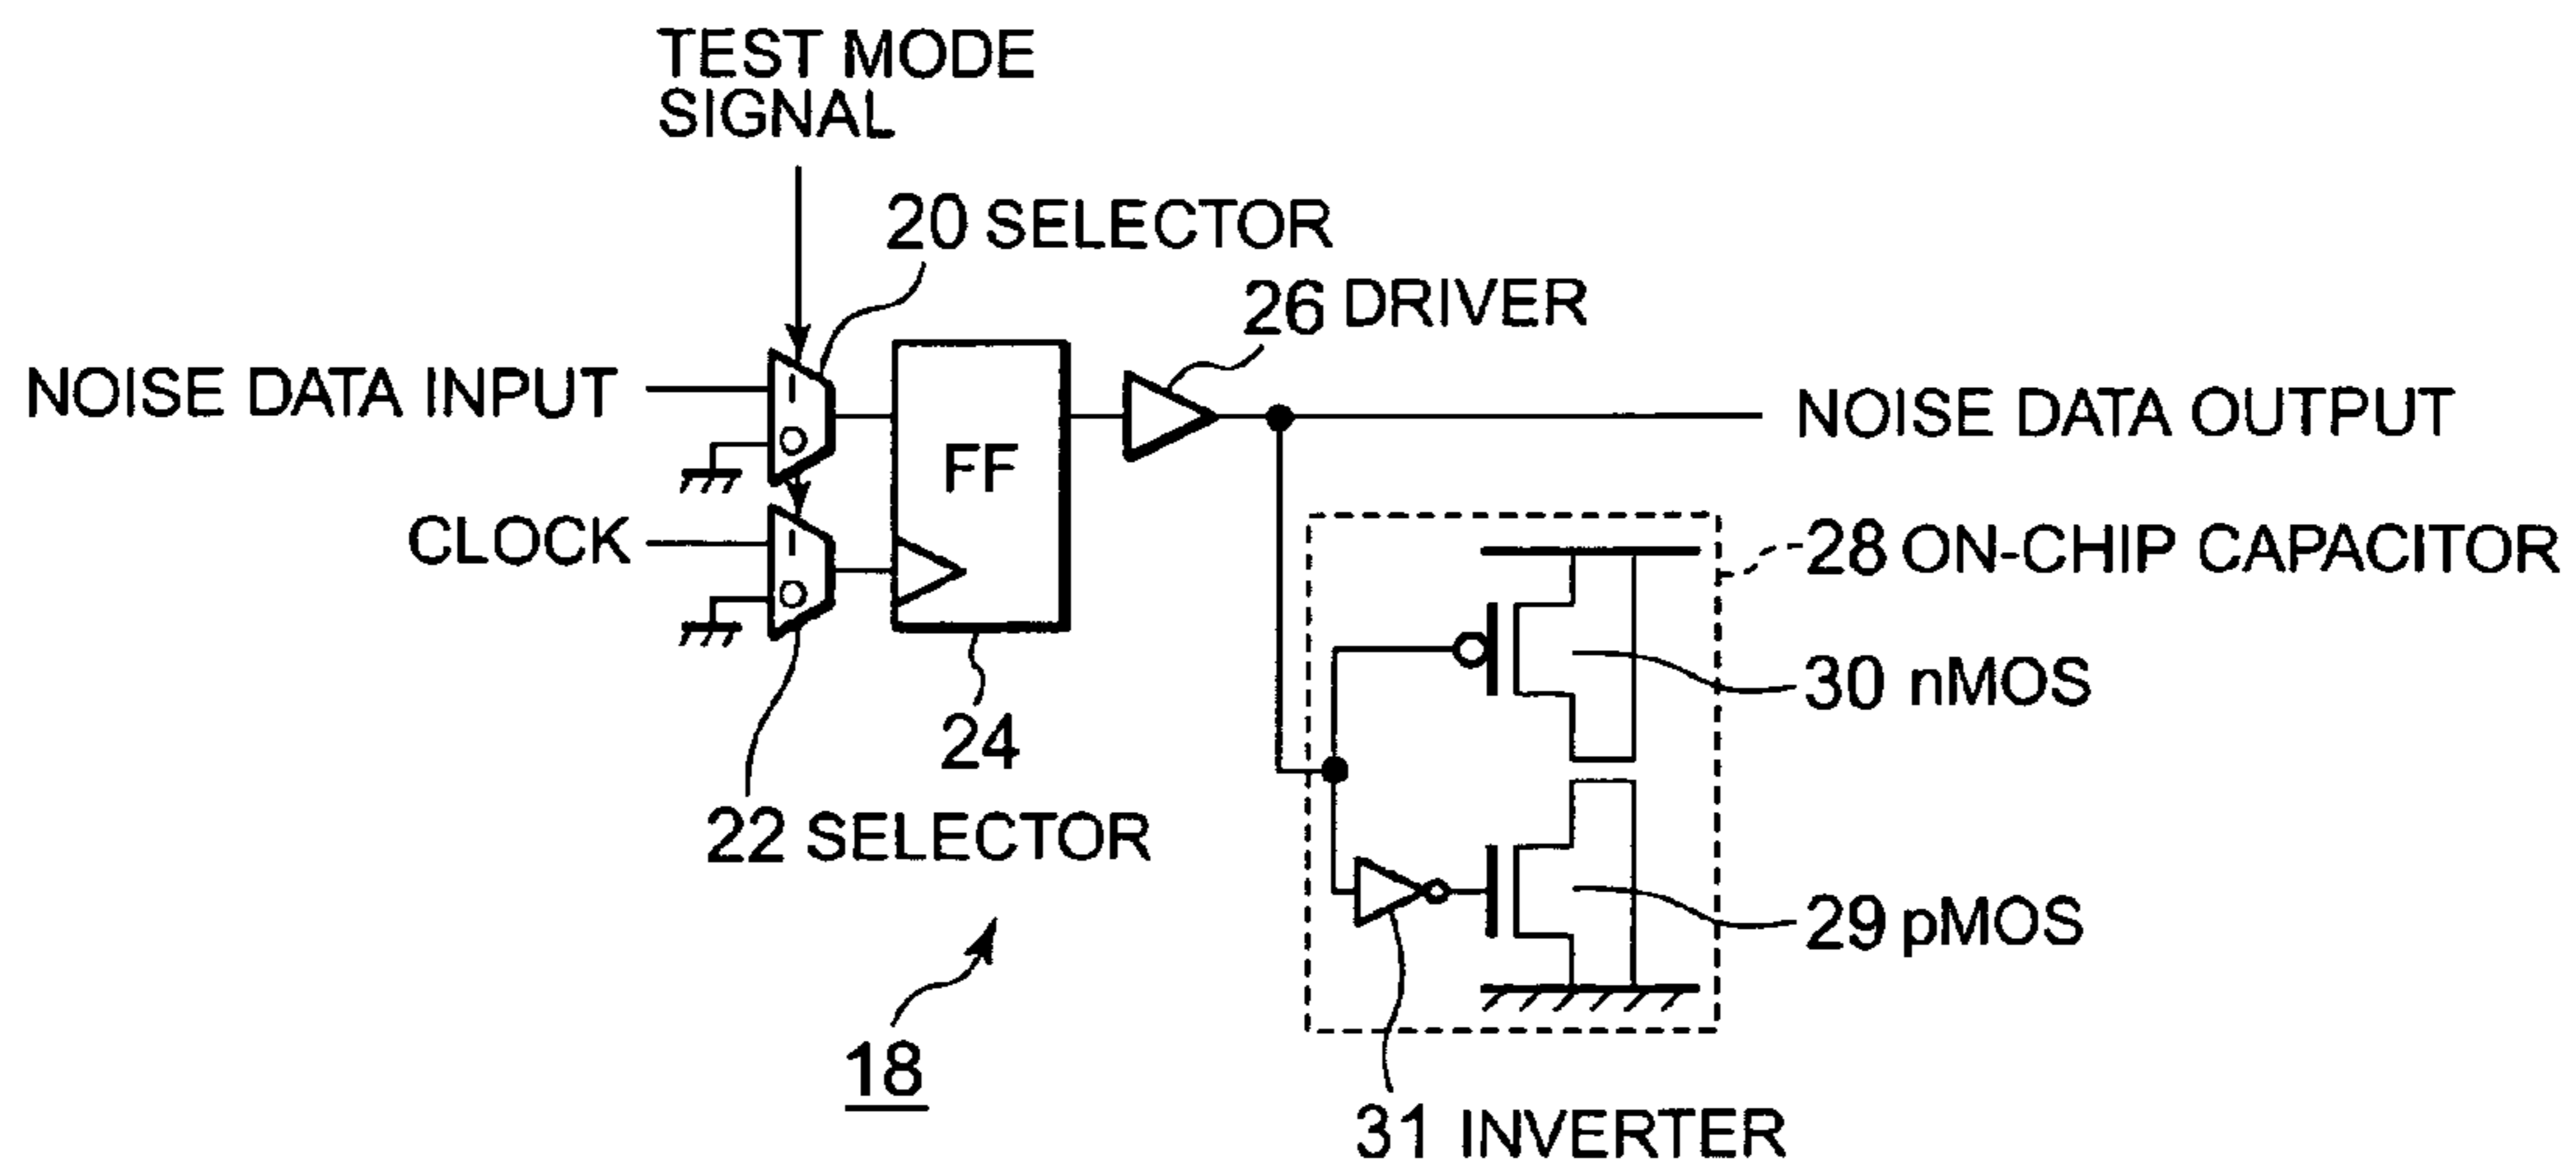 TEST MODE
SIGNAL
20 SELECTOR
26 DRIVER
NOISE DATA INPUT
I
O
FF
NOISE DATA OUTPUT
CLOCK
I
O
28 ON-CHIP CAPACITOR
30 nMOS
24
22 SELECTOR
29 pMOS
18
31 INVERTER